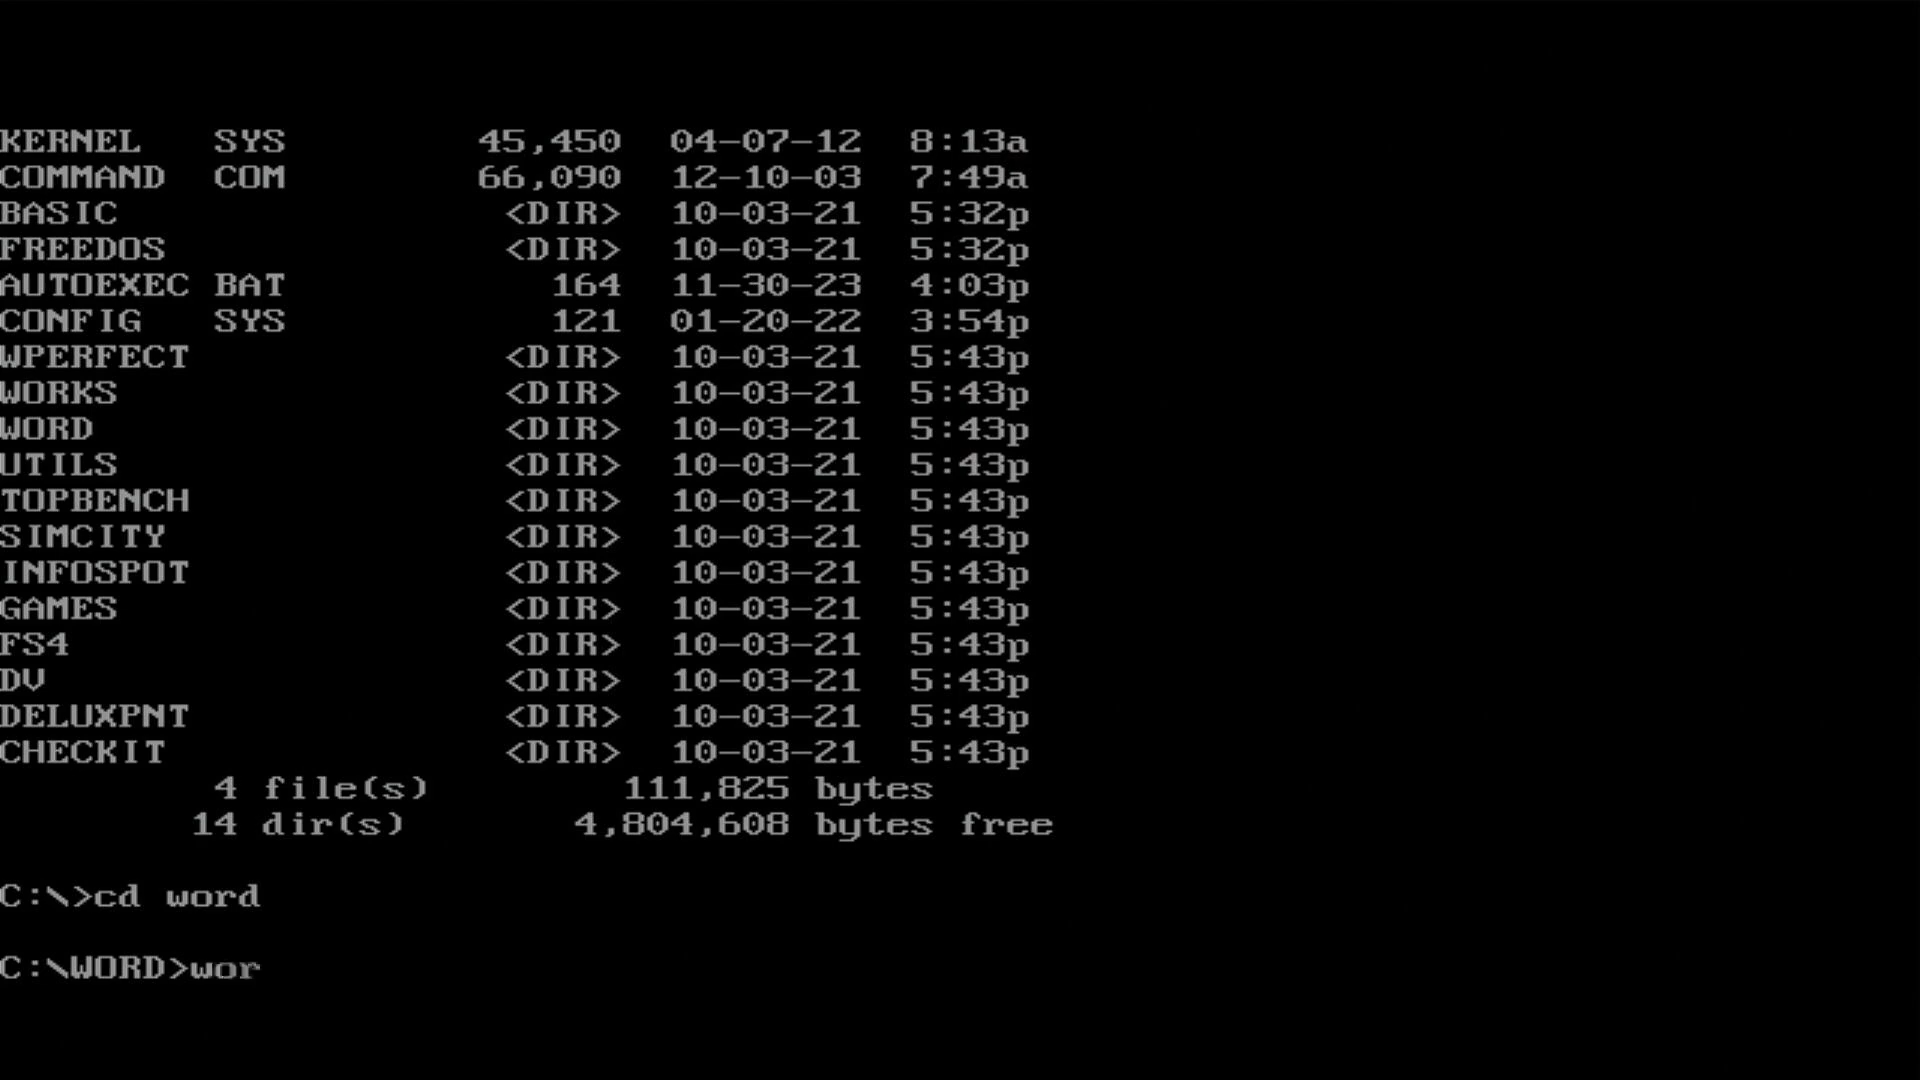 KERNEL   SYS        45,450  04-07-12  8:13a
COMMAND  COM        66,090  12-10-03  7:49a
BASIC                <DIR>  10-03-21  5:32p
FREEDOS              <DIR>  10-03-21  5:32p
AUTOEXEC BAT           164  11-30-23  4:03p
CONFIG   SYS           121  01-20-22  3:54p
WPERFECT             <DIR>  10-03-21  5:43p
WORKS                <DIR>  10-03-21  5:43p
WORD                 <DIR>  10-03-21  5:43p
UTILS                <DIR>  10-03-21  5:43p
TOPBENCH             <DIR>  10-03-21  5:43p
SIMCITY              <DIR>  10-03-21  5:43p
INFOSPOT             <DIR>  10-03-21  5:43p
GAMES                <DIR>  10-03-21  5:43p
FS4                  <DIR>  10-03-21  5:43p
DV                   <DIR>  10-03-21  5:43p
DELUXPNT             <DIR>  10-03-21  5:43p
CHECKIT              <DIR>  10-03-21  5:43p
         4 file(s)        111,825 bytes
        14 dir(s)       4,804,608 bytes free
C:\>cd word
C:\WORD>wor